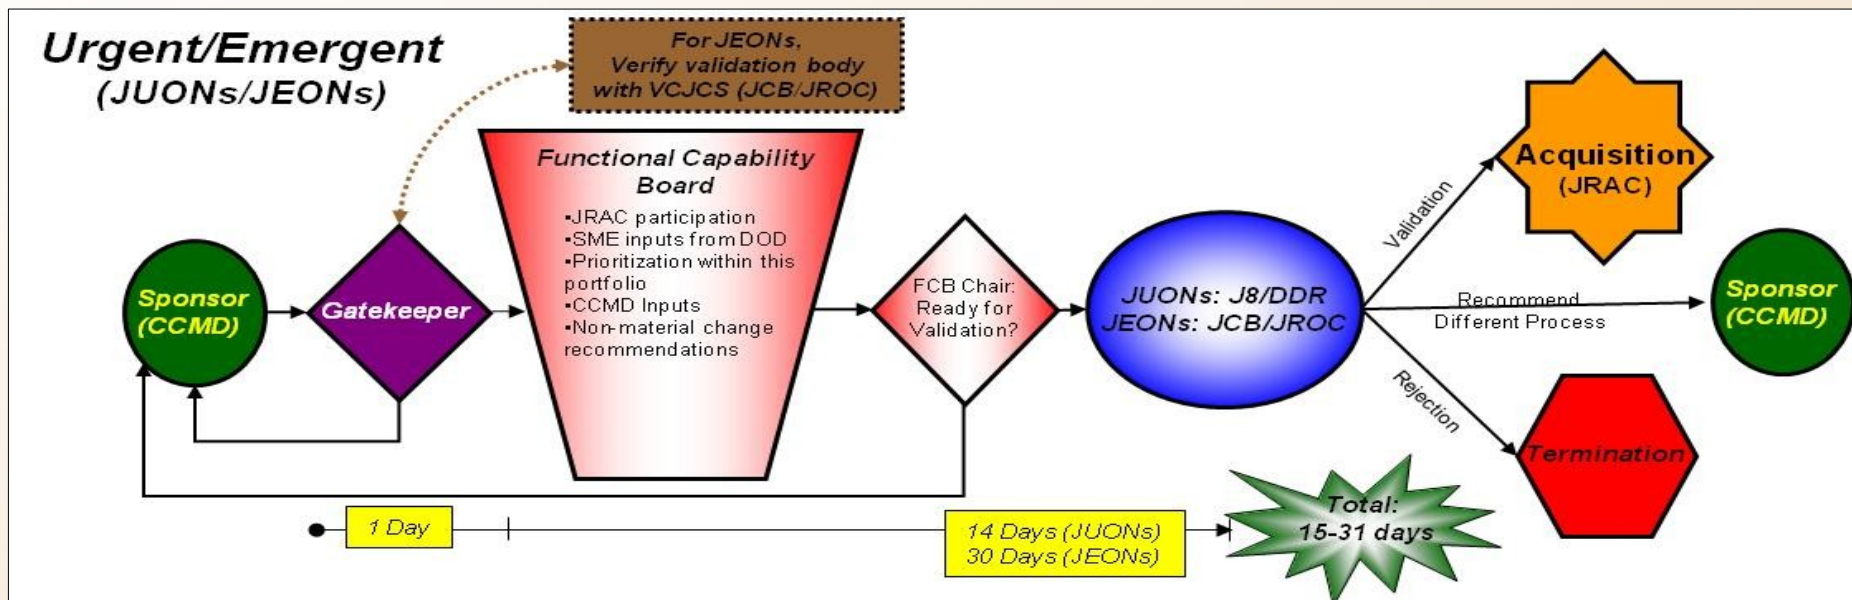 Urgent/Emergent
(JUONs/JEONs)
For JEONs,
Verify validation body
with VCJCS (JCB/JROC)
Sponsor
(CCMD)
Gatekeeper
Functional Capability
Board
▪JRAC participation
▪SME inputs from DOD
▪Prioritization within this
portfolio
▪CCMD Inputs
▪Non-material change
recommendations
FCB Chair:
Ready for
Validation?
JUONs: J8/DDR
JEONs: JCB/JROC
Validation
Acquisition
(JRAC)
Recommend
Different Process
Sponsor
(CCMD)
Rejection
Termination
1 Day
14 Days (JUONs)
30 Days (JEONs)
Total:
15-31 days